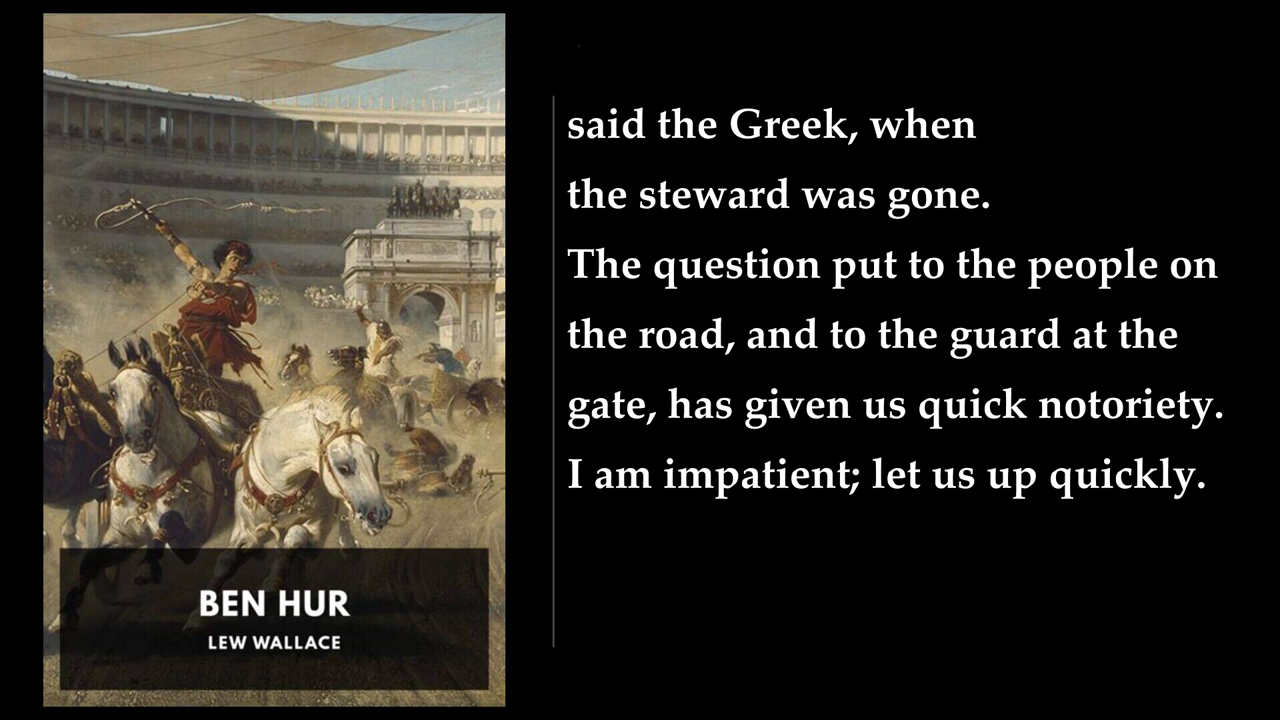 said the Greek, when
the steward was gone.
The question put to the people on
the road, and to the guard at the
gate, has given us quick notoriety.
I am impatient; let us up quickly.
BEN HUR
LEW WALLACE